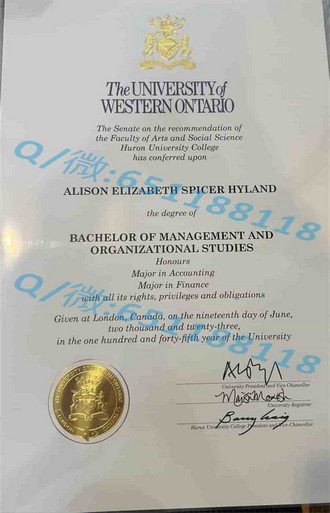 The UNIVERSITY of
WESTERN ONTARIO
The Senate on the recommendation of
the Faculty of Arts and Social Science
Huron University College
has conferred upon
ALISON ELIZABETH SPICER HYLAND
the degree of
BACHELOR OF MANAGEMENT AND
ORGANIZATIONAL STUDIES
Honours
Major in Accounting
Major in Finance
with all its rights, privileges and obligations
Given at London, Canada, on the nineteenth day of June,
two thousand and twenty-three,
in the one hundred and forty-fifth year of the University
University President and Vice-Chancellor
University Registrar
Huron University College President and Vice-Chancellor
Q/微:651188118
Q/微:651188118